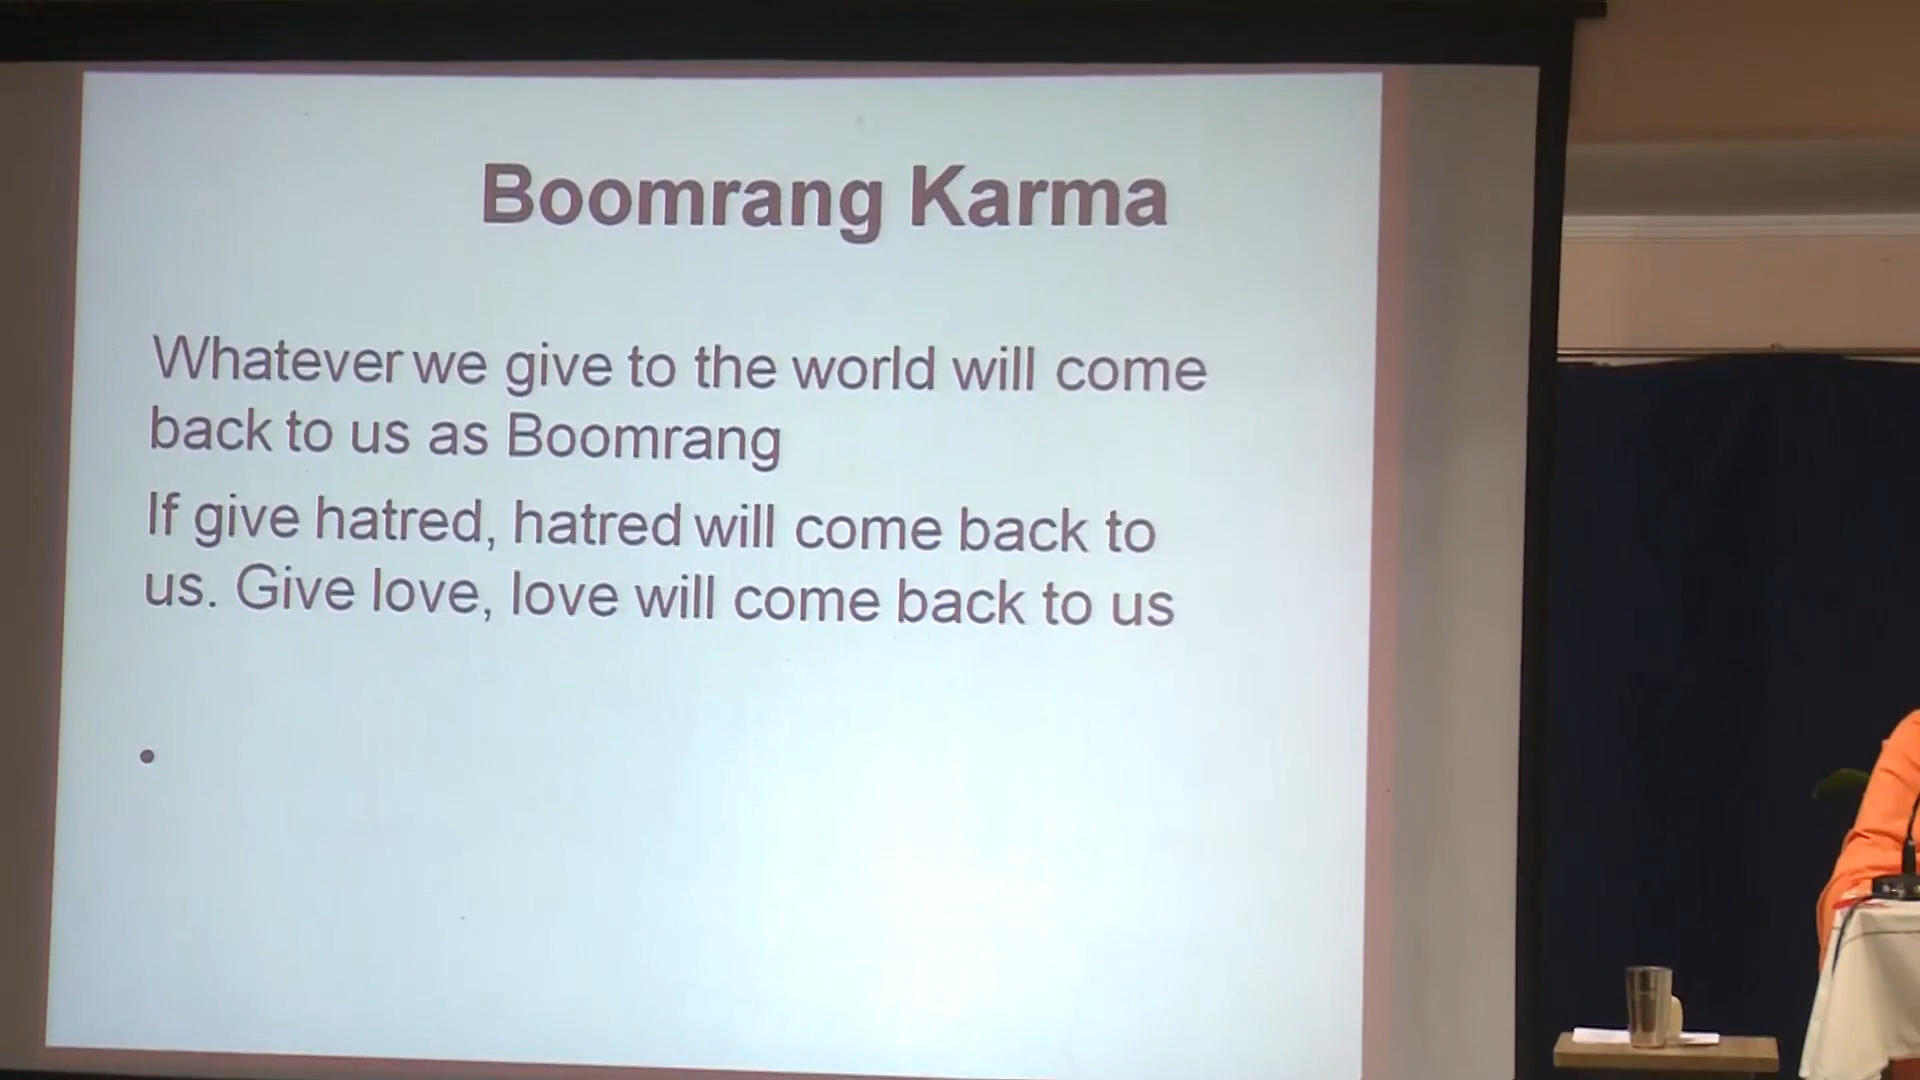 Boomrang Karma
Whatever we give to the world will come
back to us as Boomrang
If give hatred, hatred will come back to
us. Give love, love will come back to us